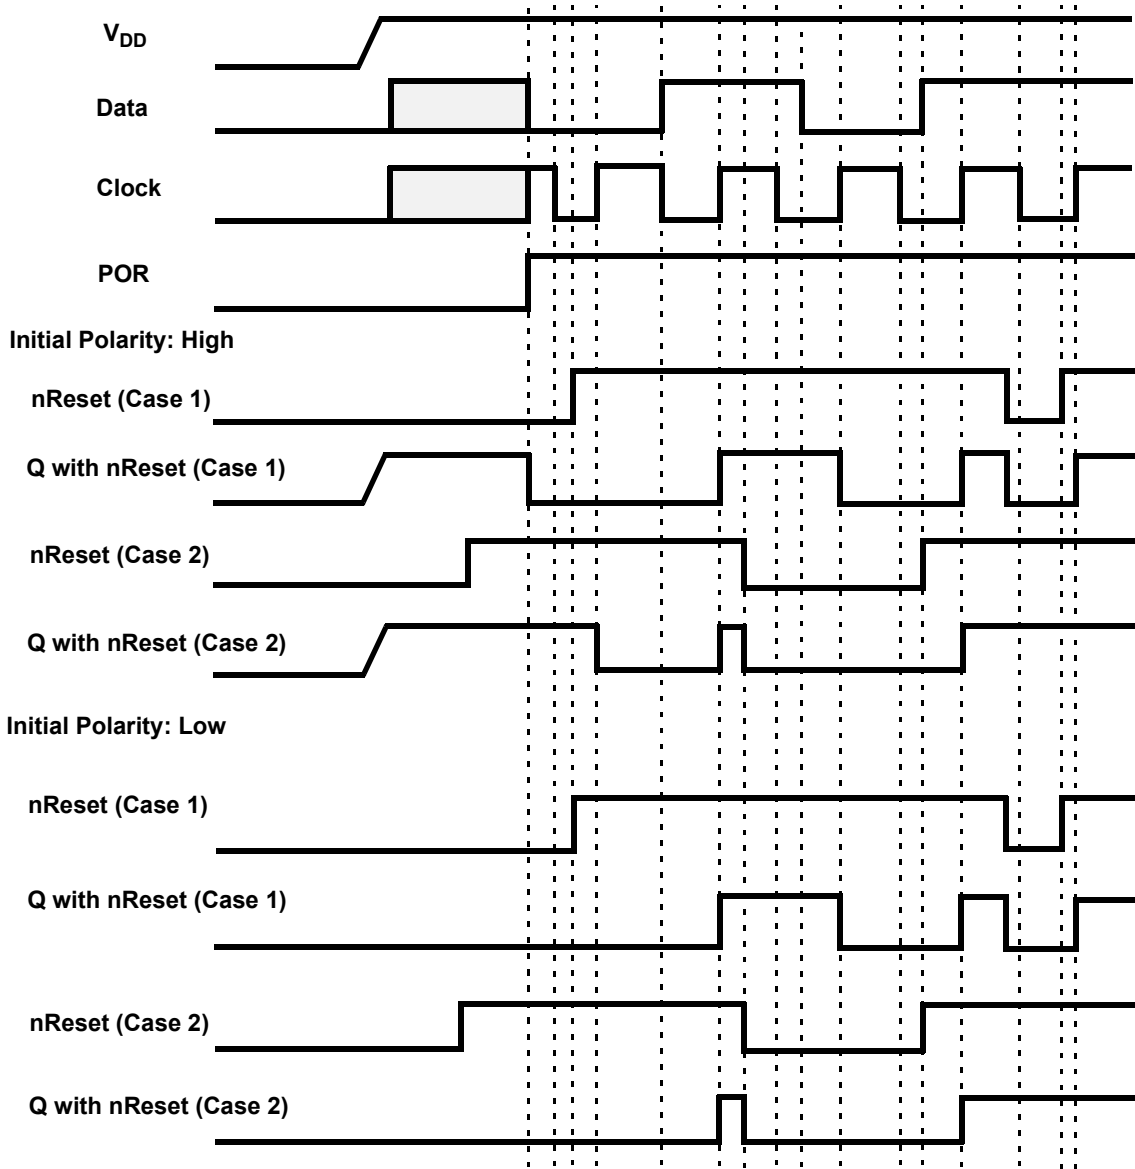 VDD
Data
Clock
POR
Initial Polarity: High
nReset (Case 1)
Q with nReset (Case 1)
nReset (Case 2)
Q with nReset (Case 2)
Initial Polarity: Low
nReset (Case 1)
Q with nReset (Case 1)
nReset (Case 2)
Q with nReset (Case 2)